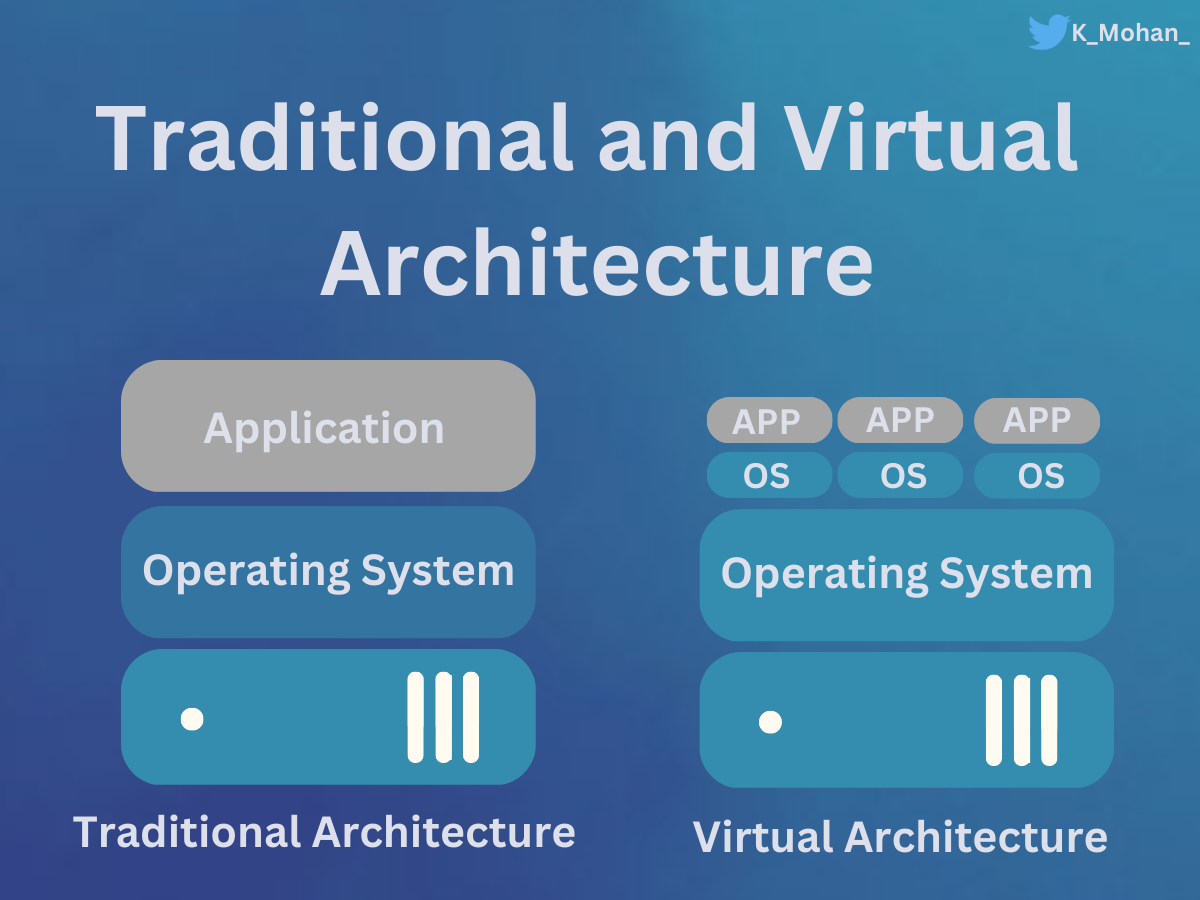 K_Mohan_
Traditional and Virtual
Architecture
Application
Operating System
Traditional Architecture
APP APP APP
OS OS OS
Operating System
Virtual Architecture